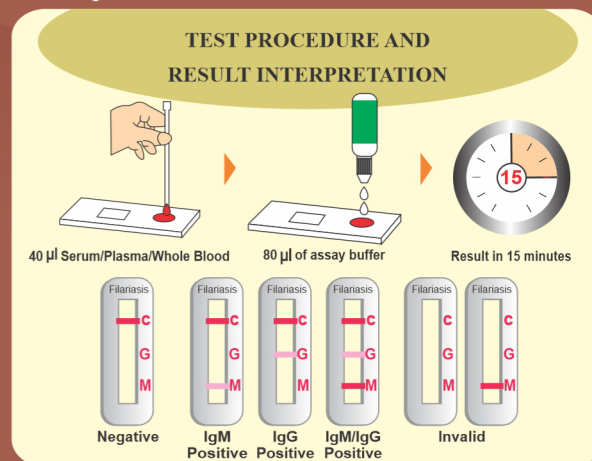 TEST PROCEDURE AND
RESULT INTERPRETATION
15
40 µl Serum/Plasma/Whole Blood
80 µl of assay buffer
Result in 15 minutes
Filariasis
C
G
M
Negative
Filariasis
C
G
M
IgM
Positive
Filariasis
C
G
M
IgG
Positive
Filariasis
C
G
M
IgM/IgG
Positive
Filariasis
C
G
M
Filariasis
C
G
M
Invalid